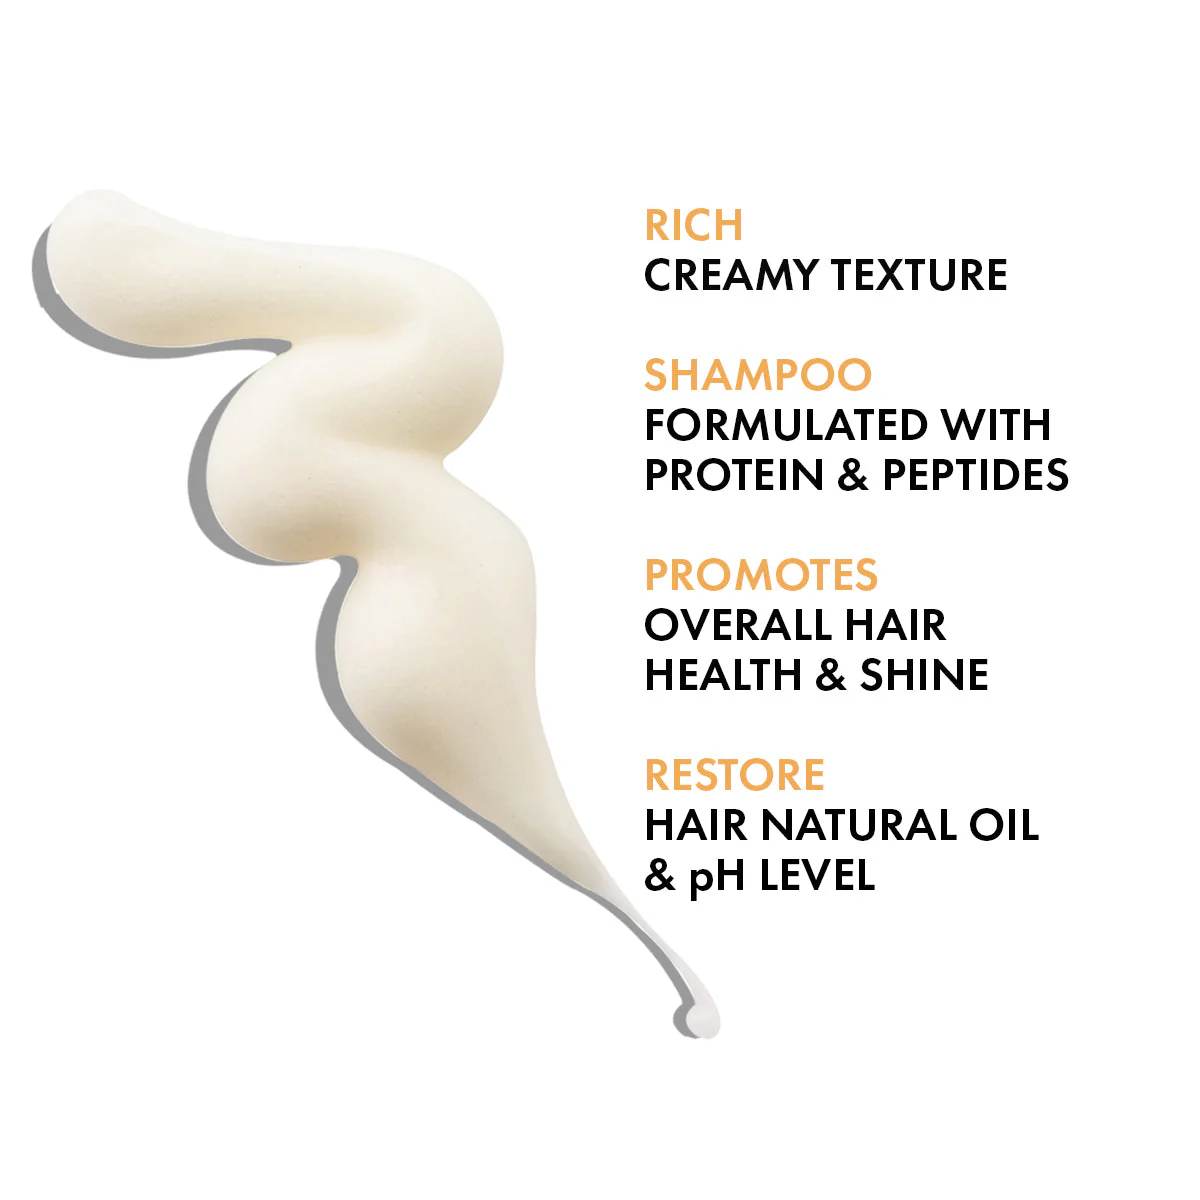 RICH
CREAMY TEXTURE
SHAMPOO
FORMULATED WITH
PROTEIN & PEPTIDES
PROMOTES
OVERALL HAIR
HEALTH & SHINE
RESTORE
HAIR NATURAL OIL
& pH LEVEL